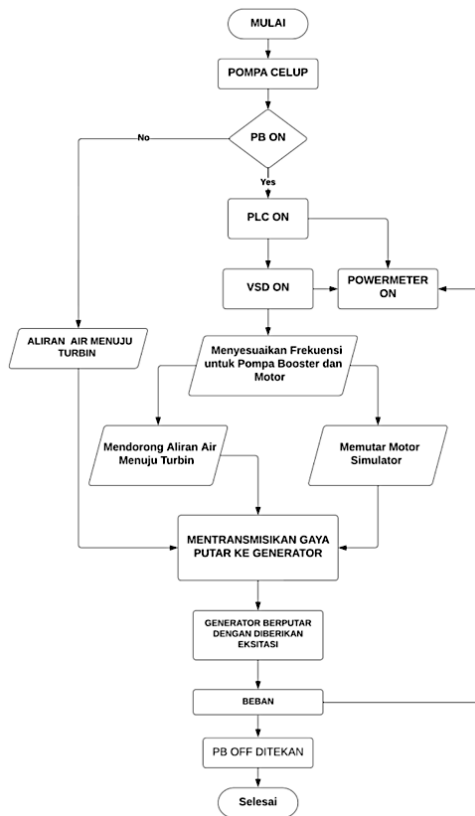 MULAI
POMPA CELUP
PB ON
No
Yes
PLC ON
VSD ON
POWERMETER
ON
ALIRAN AIR MENUJU
TURBIN
Menyesuaikan Frekuensi
untuk Pompa Booster dan
Motor
Mendorong Aliran Air
Menuju Turbin
Memutar Motor
Simulator
MENTRANSMISIKAN GAYA
PUTAR KE GENERATOR
GENERATOR BERPUTAR
DENGAN DIBERIKAN
EKSITASI
BEBAN
PB OFF DITEKAN
Selesai